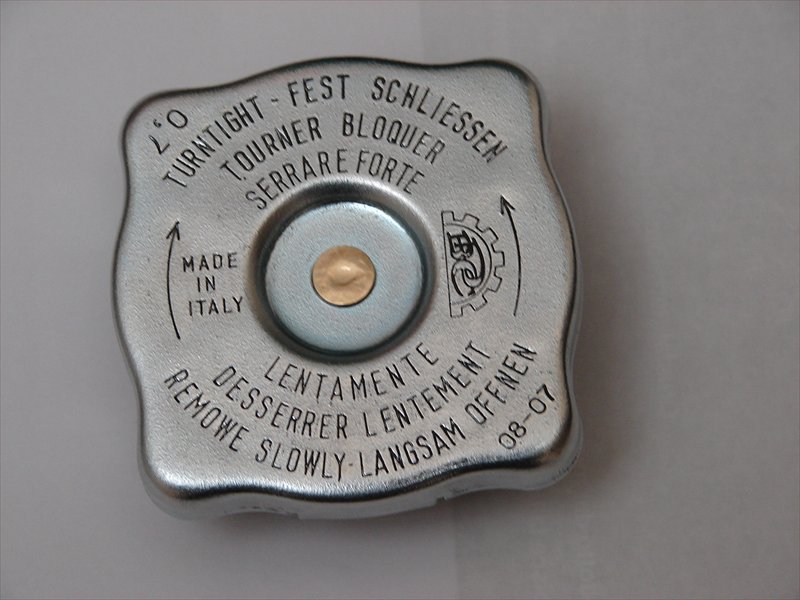 0,7
TURNTIGHT - FEST SCHLIESSEN
TOURNER BLOQUER
SERRARE FORTE
MADE
IN
ITALY
LENTAMENTE
DESSERRER LENTEMENT
REMOWE SLOWLY-LANGSAM OFENEN
08-07